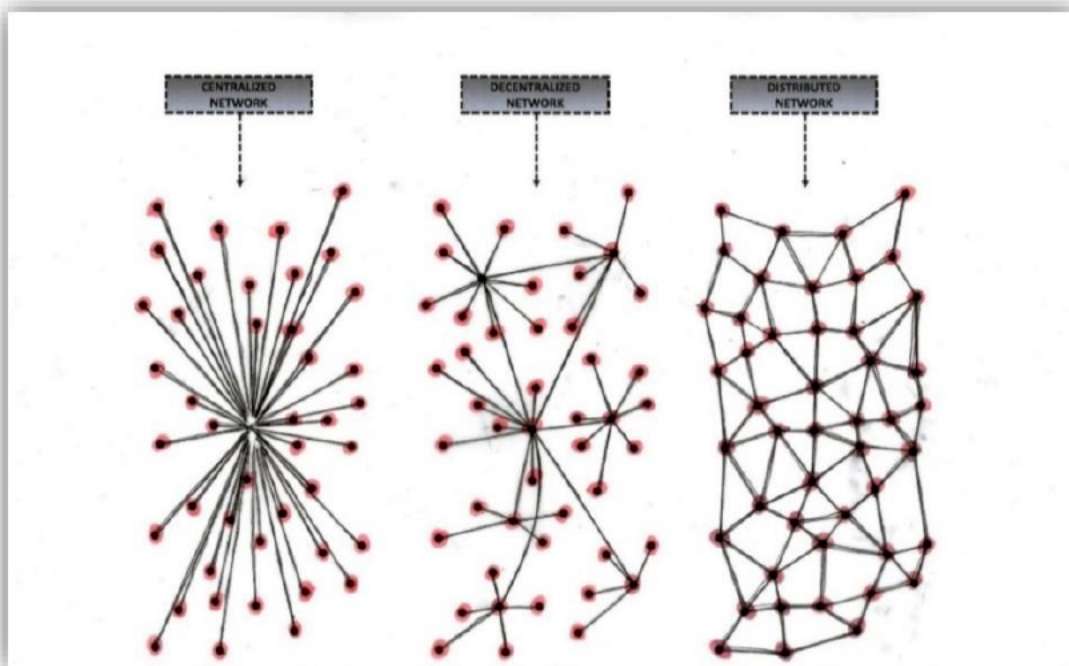 CENTRALIZED
NETWORK
DECENTRALIZED
NETWORK
DISTRIBUTED
NETWORK